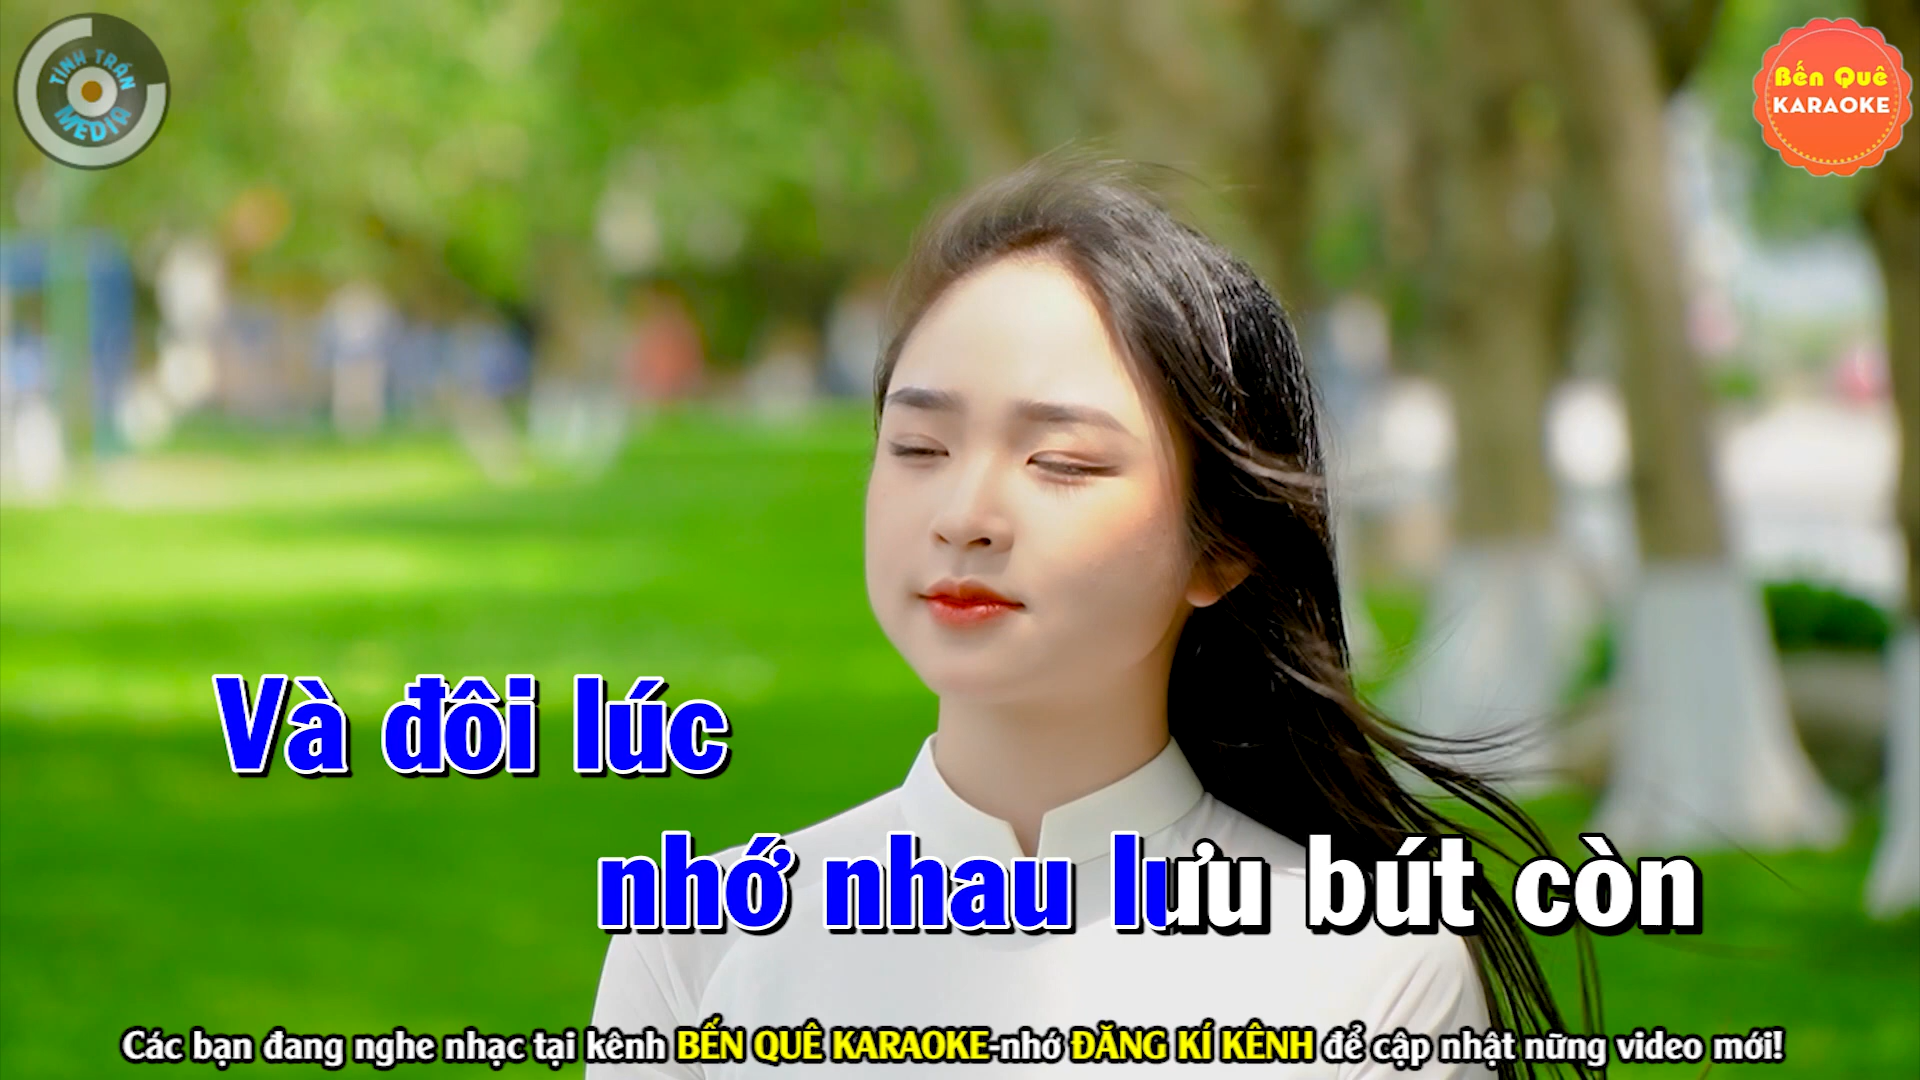 TÌNH TRẦN
MEDIA
Bến Quê
KARAOKE
Và đôi lúc
nhớ nhau lưu bút còn
Các bạn đang nghe nhạc tại kênh BẾN QUÊ KARAOKE-nhớ ĐĂNG KÍ KÊNH để cập nhật nững video mới!